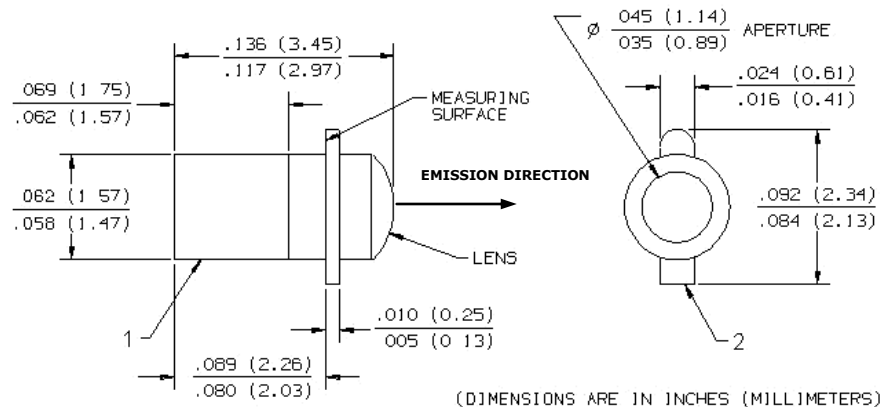 .136 (3.45)
.117 (2.97)
069 (1 75)
.062 (1.57)
MEASURING
SURFACE
.062 (1 57)
.058 (1.47)
EMISSION DIRECTION
LENS
1
.010 (0.25)
005 (0 13)
.089 (2.26)
.080 (2.03)
Ø 045 (1.14) APERTURE
035 (0.89)
.024 (0.61)
.016 (0.41)
.092 (2.34)
.084 (2.13)
2
(DIMENSIONS ARE IN INCHES (MILLIMETERS)